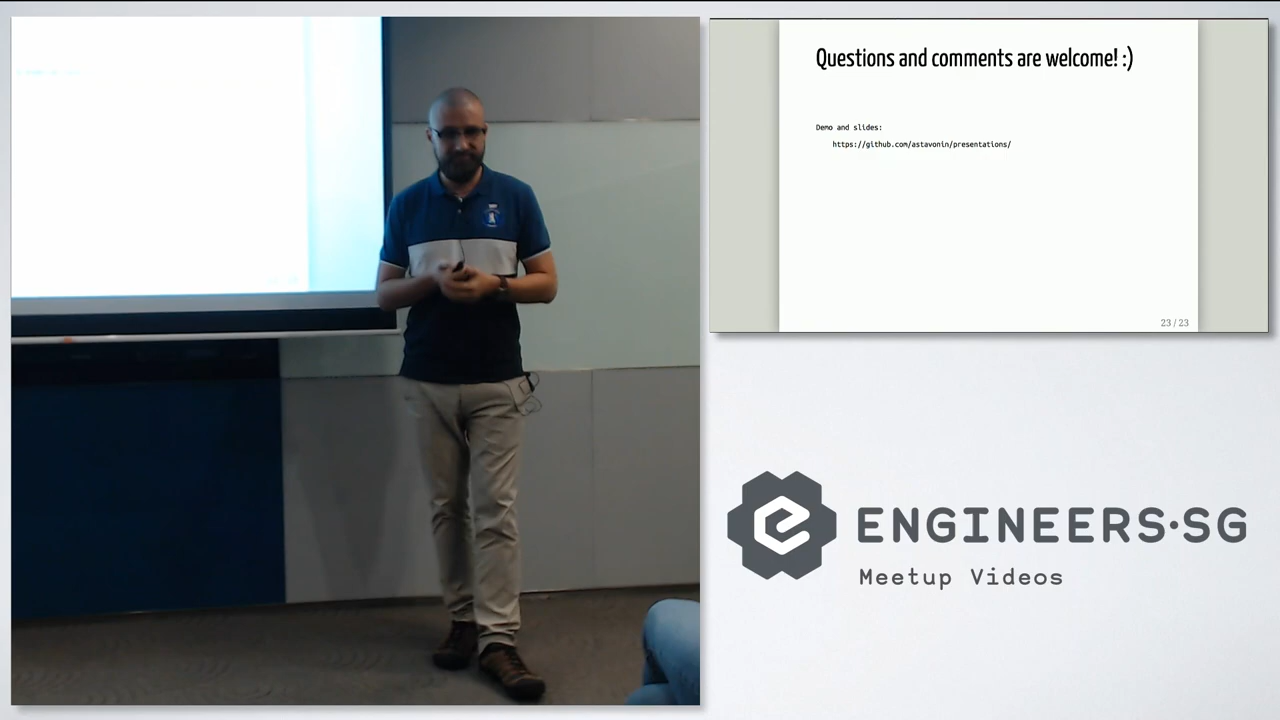 Questions and comments are welcome! :)
Demo and slides:
https://github.com/astavonin/presentations/
23 / 23
ENGINEERS·SG
Meetup Videos